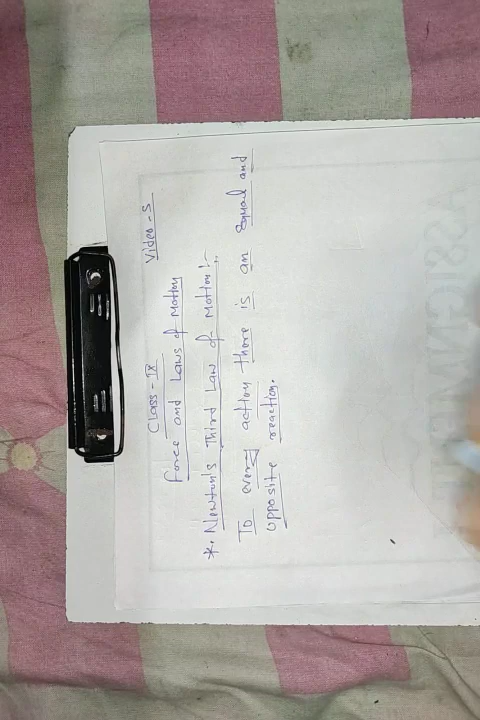 Class - IX
Video - 5
Force and Laws of Motion
*. Newton's Third Law of Motion :-
To every action there is an equal and
opposite reaction.
ASSIGNMENT